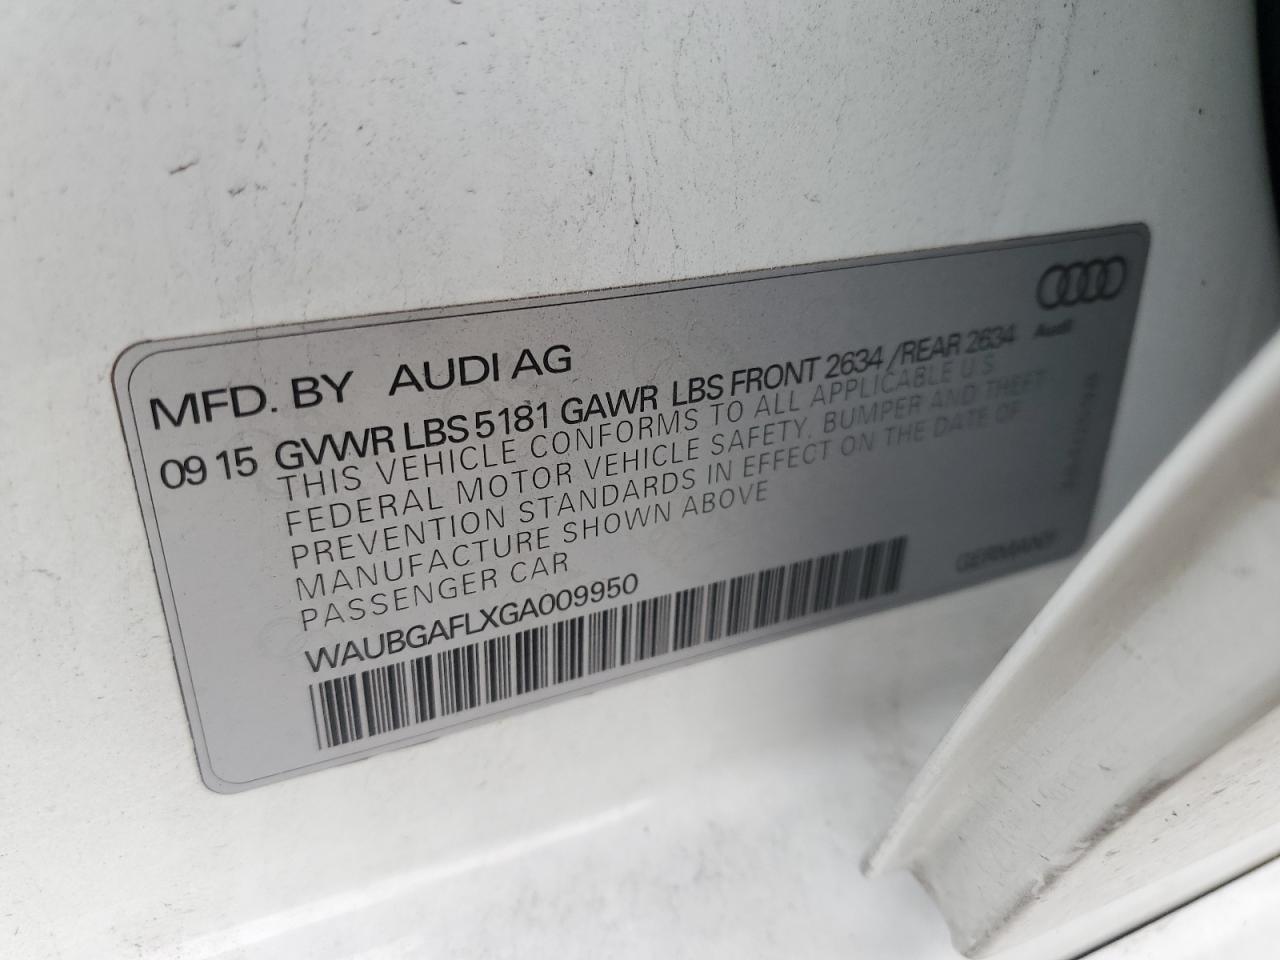 MFD. BY AUDI AG
Audi
09 15 GVWR LBS 5181 GAWR LBS FRONT 2634 /REAR 2634
THIS VEHICLE CONFORMS TO ALL APPLICABLE U S
FEDERAL MOTOR VEHICLE SAFETY, BUMPER AND THEFT
PREVENTION STANDARDS IN EFFECT ON THE DATE OF
MANUFACTURE SHOWN ABOVE
PASSENGER CAR
WAUBGAFLXGA009950
GERMANY